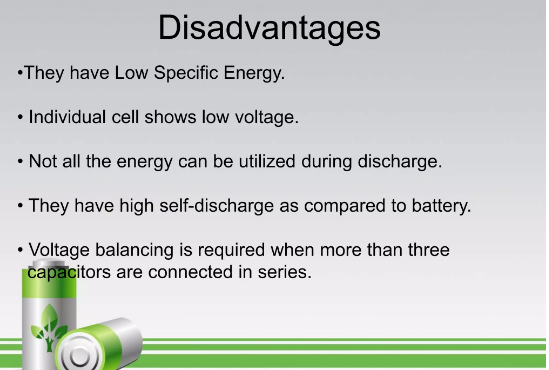 Disadvantages
•They have Low Specific Energy.
• Individual cell shows low voltage.
• Not all the energy can be utilized during discharge.
• They have high self-discharge as compared to battery.
• Voltage balancing is required when more than three
capacitors are connected in series.